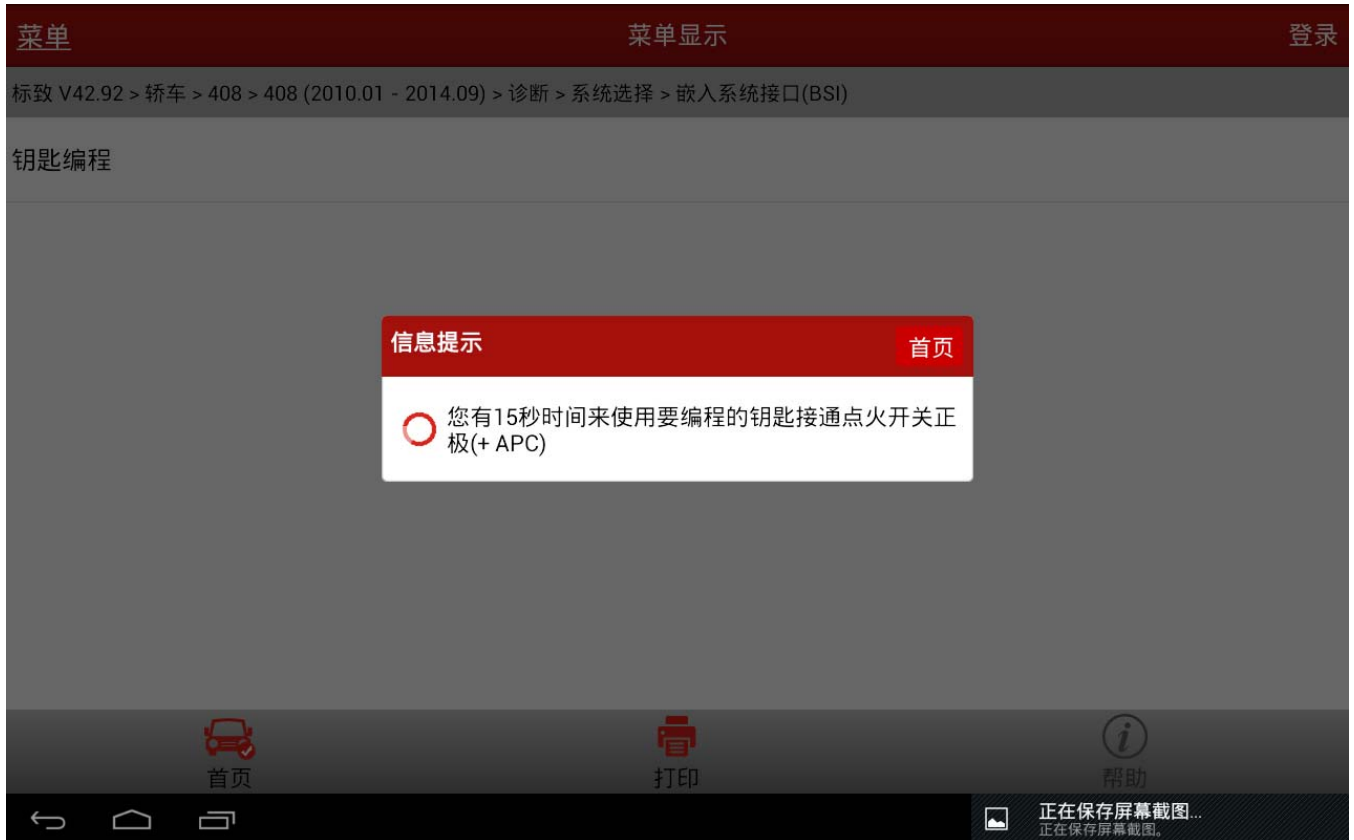 菜单 菜单显示 登录
标致 V42.92 > 轿车 > 408 > 408 (2010.01 - 2014.09) > 诊断 > 系统选择 > 嵌入系统接口(BSI)
钥匙编程
信息提示 首页
您有15秒时间来使用要编程的钥匙接通点火开关正
极(+ APC)
首页 打印 帮助
正在保存屏幕截图...
正在保存屏幕截图。